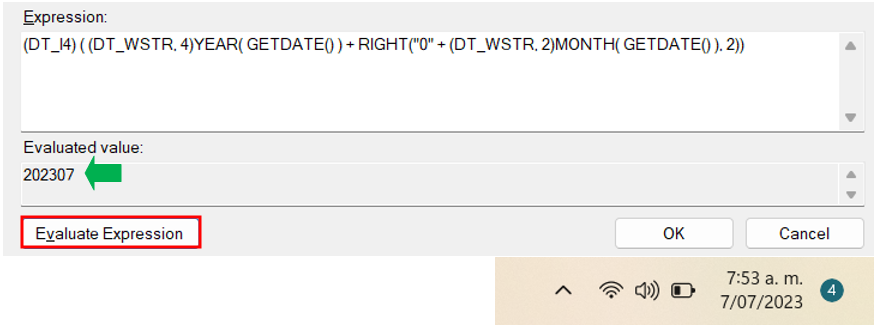 Expression:
(DT_I4) ( (DT_WSTR, 4)YEAR( GETDATE() ) + RIGHT("0" + (DT_WSTR, 2)MONTH( GETDATE() ), 2))
Evaluated value:
202307
Evaluate Expression
OK
Cancel
7:53 a. m.
7/07/2023
4